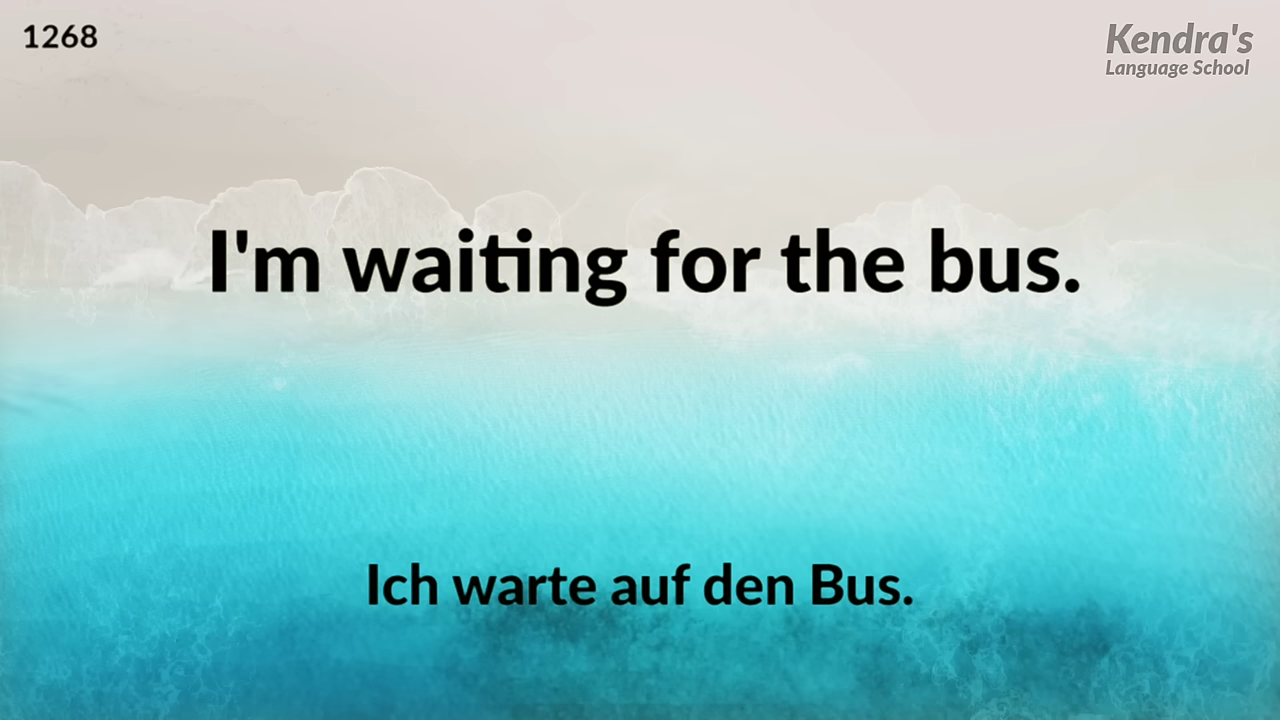 1268
Kendra's
Language School
I'm waiting for the bus.
Ich warte auf den Bus.